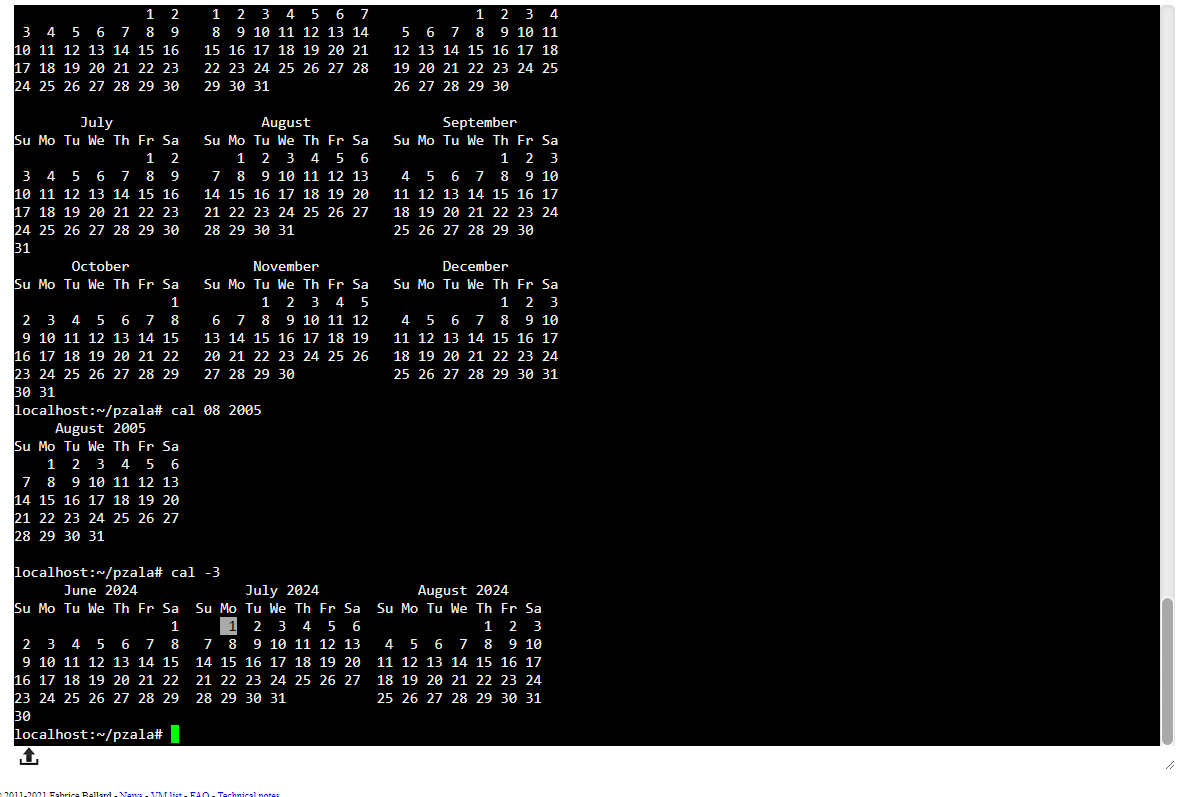 1  2    1  2  3  4  5  6  7             1  2  3  4
 3  4  5  6  7  8  9    8  9 10 11 12 13 14    5  6  7  8  9 10 11
10 11 12 13 14 15 16   15 16 17 18 19 20 21   12 13 14 15 16 17 18
17 18 19 20 21 22 23   22 23 24 25 26 27 28   19 20 21 22 23 24 25
24 25 26 27 28 29 30   29 30 31               26 27 28 29 30

        July                  August                September
Su Mo Tu We Th Fr Sa   Su Mo Tu We Th Fr Sa   Su Mo Tu We Th Fr Sa
                1  2       1  2  3  4  5  6                1  2  3
 3  4  5  6  7  8  9    7  8  9 10 11 12 13    4  5  6  7  8  9 10
10 11 12 13 14 15 16   14 15 16 17 18 19 20   11 12 13 14 15 16 17
17 18 19 20 21 22 23   21 22 23 24 25 26 27   18 19 20 21 22 23 24
24 25 26 27 28 29 30   28 29 30 31            25 26 27 28 29 30
31
       October               November               December
Su Mo Tu We Th Fr Sa   Su Mo Tu We Th Fr Sa   Su Mo Tu We Th Fr Sa
                   1          1  2  3  4  5                1  2  3
 2  3  4  5  6  7  8    6  7  8  9 10 11 12    4  5  6  7  8  9 10
 9 10 11 12 13 14 15   13 14 15 16 17 18 19   11 12 13 14 15 16 17
16 17 18 19 20 21 22   20 21 22 23 24 25 26   18 19 20 21 22 23 24
23 24 25 26 27 28 29   27 28 29 30            25 26 27 28 29 30 31
30 31
localhost:~/pzala# cal 08 2005
     August 2005
Su Mo Tu We Th Fr Sa
    1  2  3  4  5  6
 7  8  9 10 11 12 13
14 15 16 17 18 19 20
21 22 23 24 25 26 27
28 29 30 31

localhost:~/pzala# cal -3
      June 2024             July 2024            August 2024
Su Mo Tu We Th Fr Sa  Su Mo Tu We Th Fr Sa  Su Mo Tu We Th Fr Sa
                   1      1  2  3  4  5  6               1  2  3
 2  3  4  5  6  7  8   7  8  9 10 11 12 13   4  5  6  7  8  9 10
 9 10 11 12 13 14 15  14 15 16 17 18 19 20  11 12 13 14 15 16 17
16 17 18 19 20 21 22  21 22 23 24 25 26 27  18 19 20 21 22 23 24
23 24 25 26 27 28 29  28 29 30 31           25 26 27 28 29 30 31
30
localhost:~/pzala#
2011-2021 Fabrice Bellard - News - VM list - FAQ - Technical notes